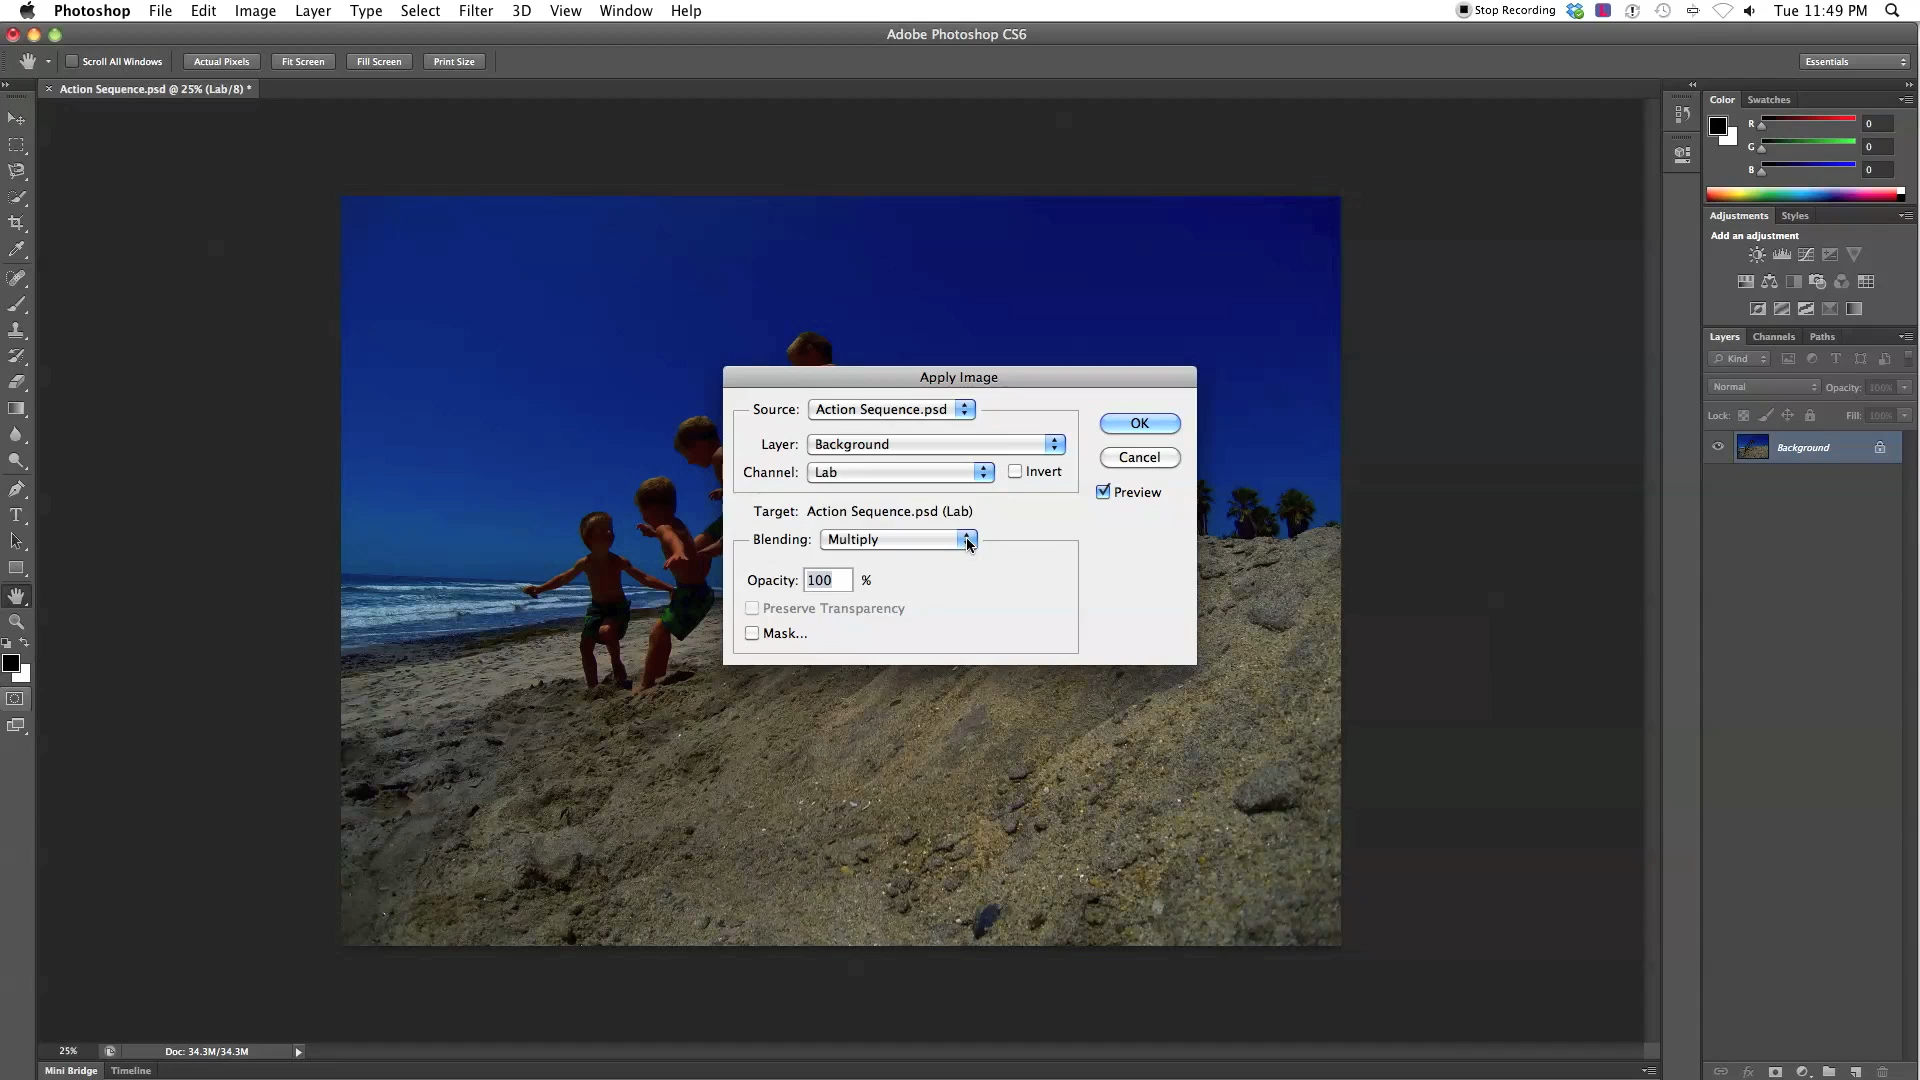 Photoshop File Edit Image Layer Type Select Filter 3D View Window Help Stop Recording Tue 11:49 PM
Adobe Photoshop CS6
Scroll All Windows Actual Pixels Fit Screen Fill Screen Print Size Essentials
Action Sequence.psd @ 25% (Lab/8) *
Color Swatches
R 0
G 0
B 0
Adjustments Styles
Add an adjustment
Layers Channels Paths
Kind
Normal Opacity: 100%
Lock: Fill: 100%
Background
Apply Image
Source: Action Sequence.psd
OK
Layer: Background
Cancel
Channel: Lab Invert
Preview
Target: Action Sequence.psd (Lab)
Blending: Multiply
Opacity: 100 %
Preserve Transparency
Mask...
25% Doc: 34.3M/34.3M
Mini Bridge Timeline